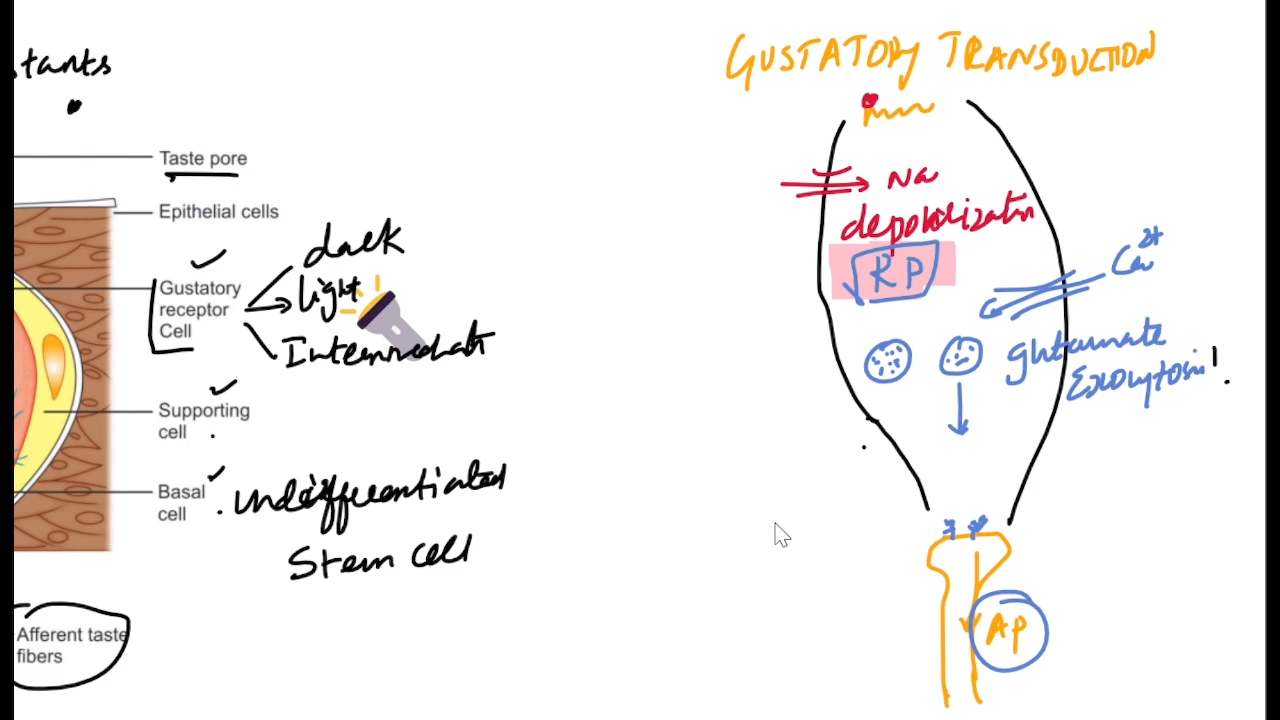 tants
Taste pore
Epithelial cells
Gustatory
receptor
Cell
dark
light
Intermediate
Supporting
cell
Basal
cell
undifferentiated
Stem cell
Afferent taste
fibers
GUSTATORY TRANSDUCTION
Na
depolarization
RP
Ca2+
glutamate
Exocytosis!
AP